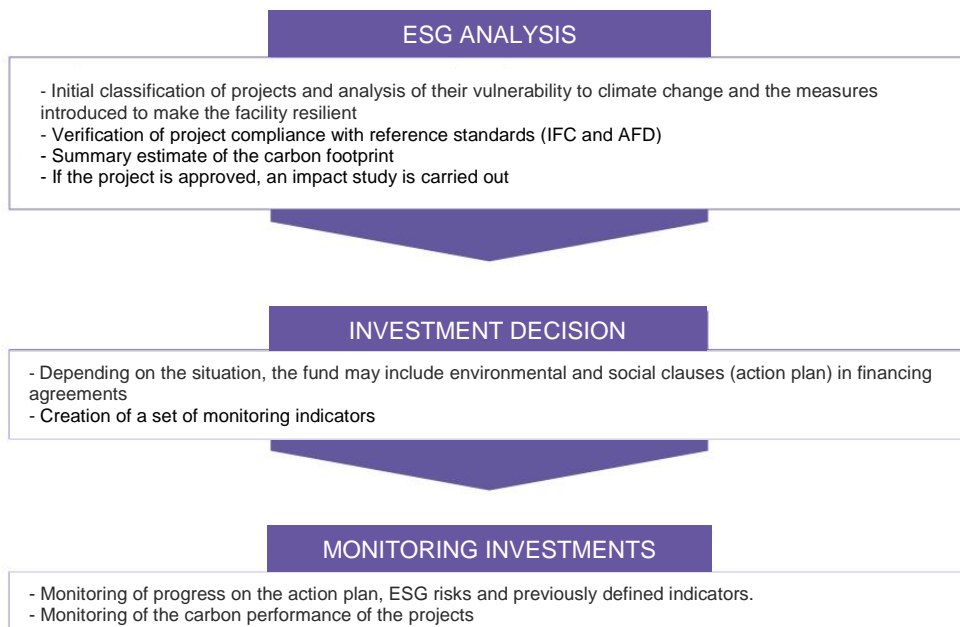 ESG ANALYSIS
- Initial classification of projects and analysis of their vulnerability to climate change and the measures
introduced to make the facility resilient
- Verification of project compliance with reference standards (IFC and AFD)
- Summary estimate of the carbon footprint
- If the project is approved, an impact study is carried out
INVESTMENT DECISION
- Depending on the situation, the fund may include environmental and social clauses (action plan) in financing
agreements
- Creation of a set of monitoring indicators
MONITORING INVESTMENTS
- Monitoring of progress on the action plan, ESG risks and previously defined indicators.
- Monitoring of the carbon performance of the projects